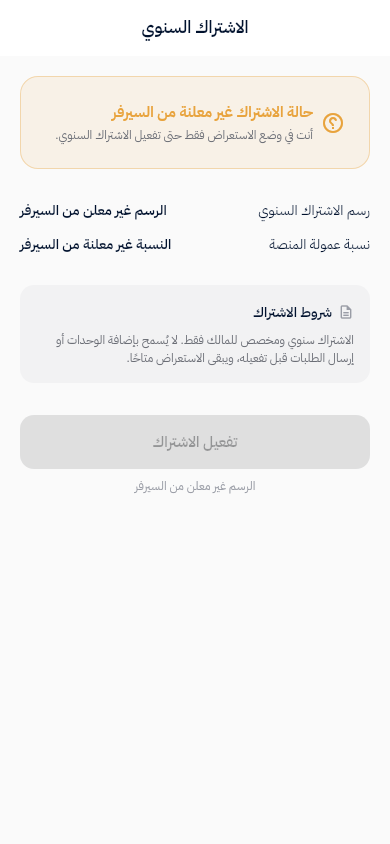 الاشتراك السنوي
حالة الاشتراك غير معلنة من السيرفر
أنت في وضع الاستعراض فقط حتى تفعيل الاشتراك السنوي.
رسم الاشتراك السنوي
الرسم غير معلن من السيرفر
نسبة عمولة المنصة
النسبة غير معلنة من السيرفر
شروط الاشتراك
الاشتراك سنوي ومخصص للمالك فقط. لا يُسمح بإضافة الوحدات أو
إرسال الطلبات قبل تفعيله، ويبقى الاستعراض متاحًا.
تفعيل الاشتراك
الرسم غير معلن من السيرفر